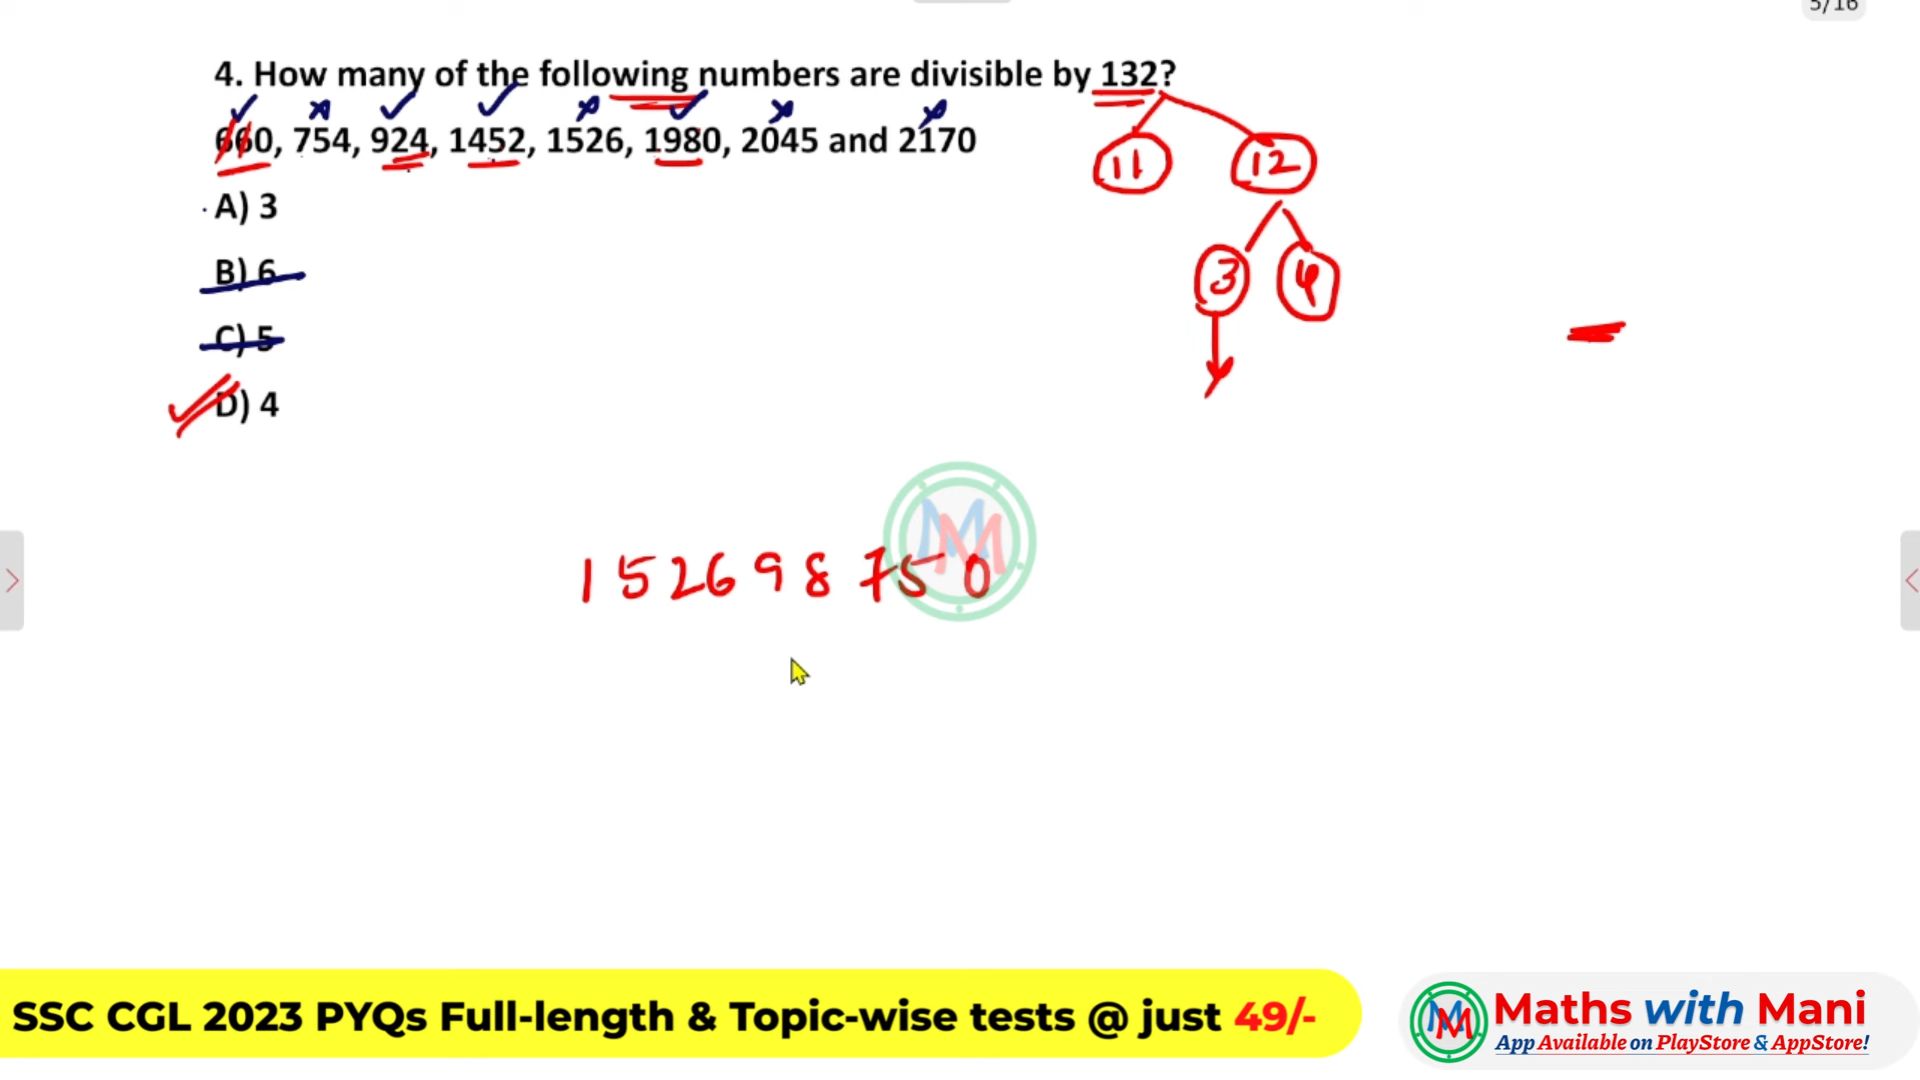 5/16
4. How many of the following numbers are divisible by 132?
660, 754, 924, 1452, 1526, 1980, 2045 and 2170
11 12
A) 3
B) 6
3 4
C) 5
D) 4
MM
1 5 2 6 9 8 7 5 0
SSC CGL 2023 PYQs Full-length & Topic-wise tests @ just 49/-
MM
Maths with Mani
App Available on PlayStore & AppStore!